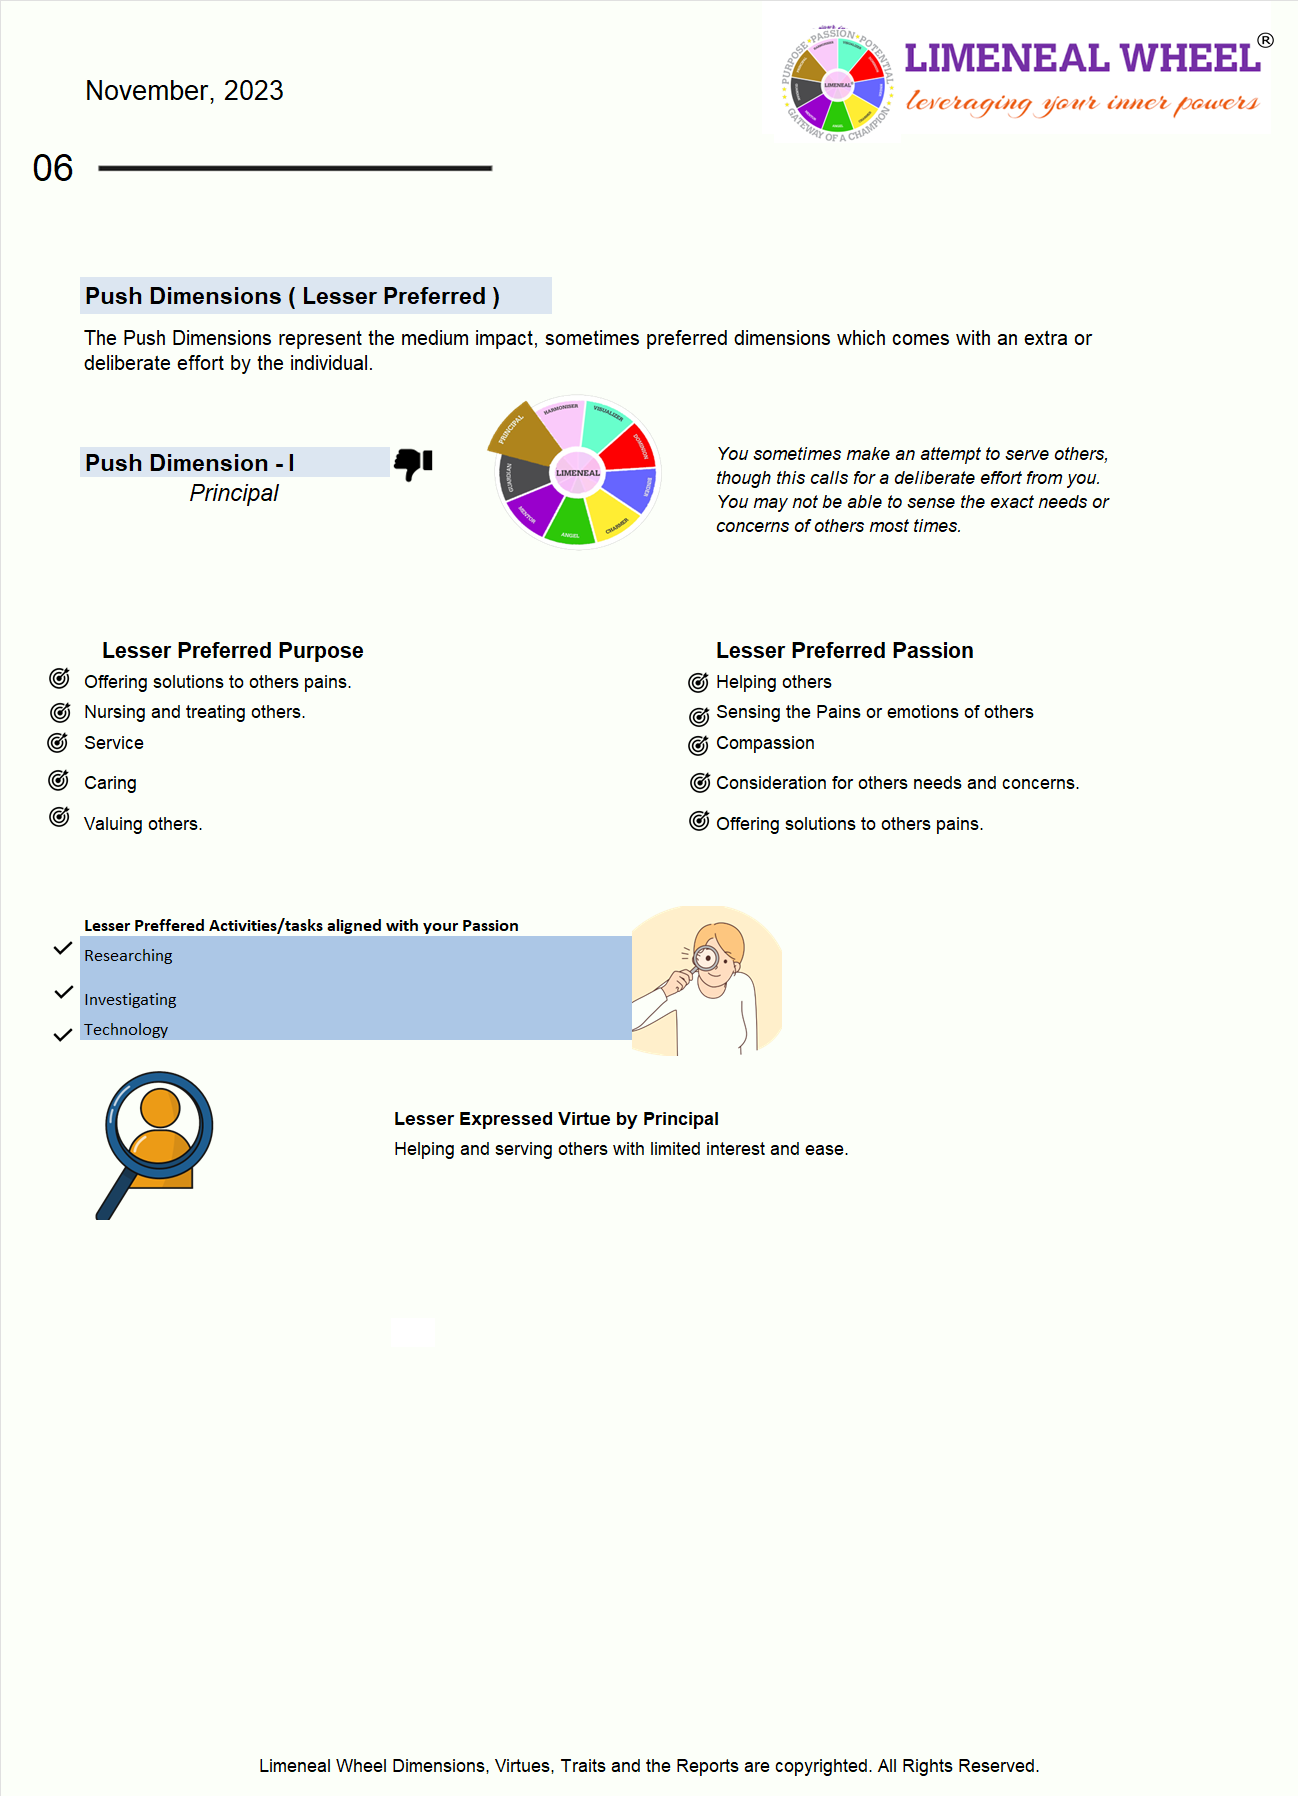 November, 2023
PURPOSE • PASSION • POTENTIAL
GATEWAY OF A CHAMPION
LIMENEAL
LIMENEAL WHEEL®
leveraging your inner powers
06
Push Dimensions ( Lesser Preferred )
The Push Dimensions represent the medium impact, sometimes preferred dimensions which comes with an extra or
deliberate effort by the individual.
Push Dimension - I
Principal
PRINCIPAL
HARMONISER
VISUALIZER
DOMINION
BINDER
CHARMER
ANGEL
MENTOR
GUARDIAN
LIMENEAL
You sometimes make an attempt to serve others,
though this calls for a deliberate effort from you.
You may not be able to sense the exact needs or
concerns of others most times.
Lesser Preferred Purpose
Offering solutions to others pains.
Nursing and treating others.
Service
Caring
Valuing others.
Lesser Preferred Passion
Helping others
Sensing the Pains or emotions of others
Compassion
Consideration for others needs and concerns.
Offering solutions to others pains.
Lesser Preffered Activities/tasks aligned with your Passion
Researching
Investigating
Technology
Lesser Expressed Virtue by Principal
Helping and serving others with limited interest and ease.
Limeneal Wheel Dimensions, Virtues, Traits and the Reports are copyrighted. All Rights Reserved.